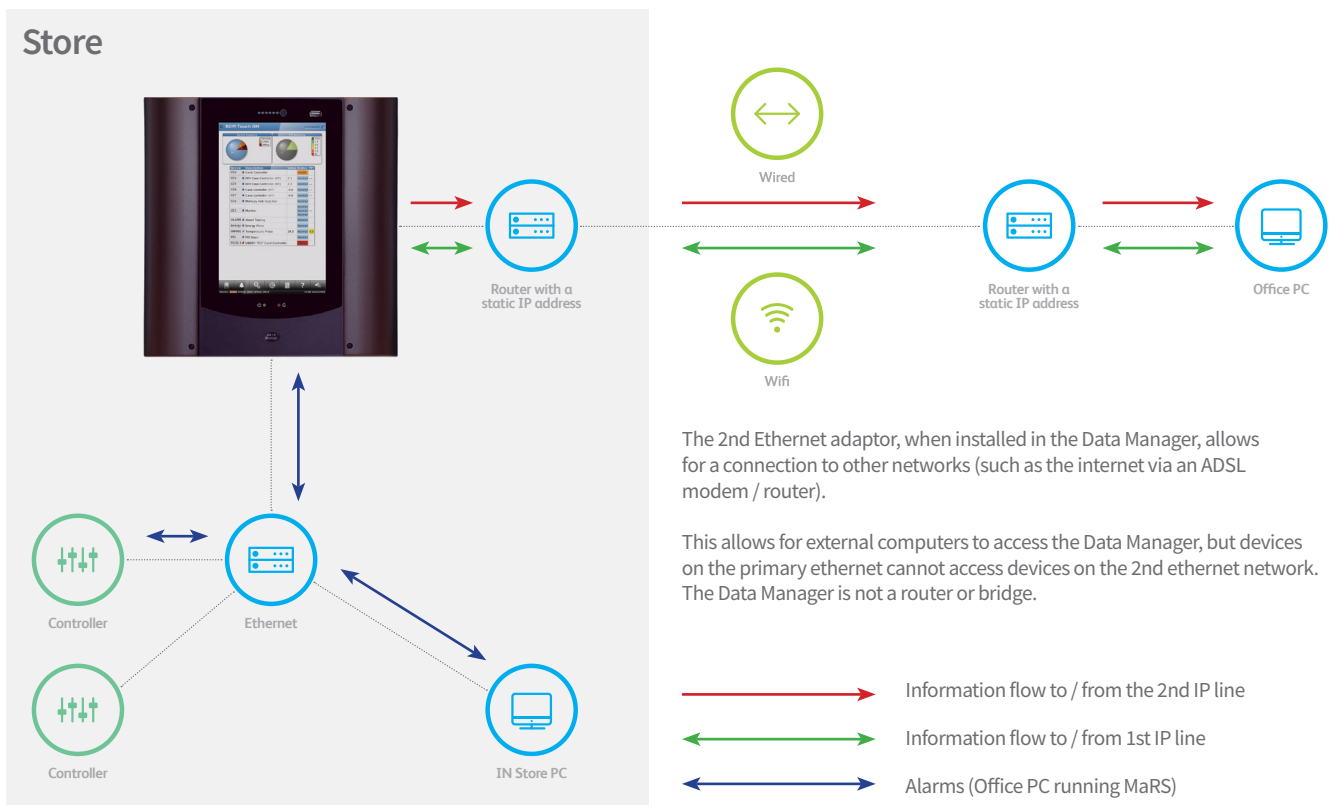 Store
RDM Touch DM
Wired
Router with a
static IP address
Router with a
static IP address
Office PC
Wifi
The 2nd Ethernet adaptor, when installed in the Data Manager, allows
for a connection to other networks (such as the internet via an ADSL
modem / router).
This allows for external computers to access the Data Manager, but devices
on the primary ethernet cannot access devices on the 2nd ethernet network.
The Data Manager is not a router or bridge.
Controller
Ethernet
Controller
IN Store PC
Information flow to / from the 2nd IP line
Information flow to / from 1st IP line
Alarms (Office PC running MaRS)